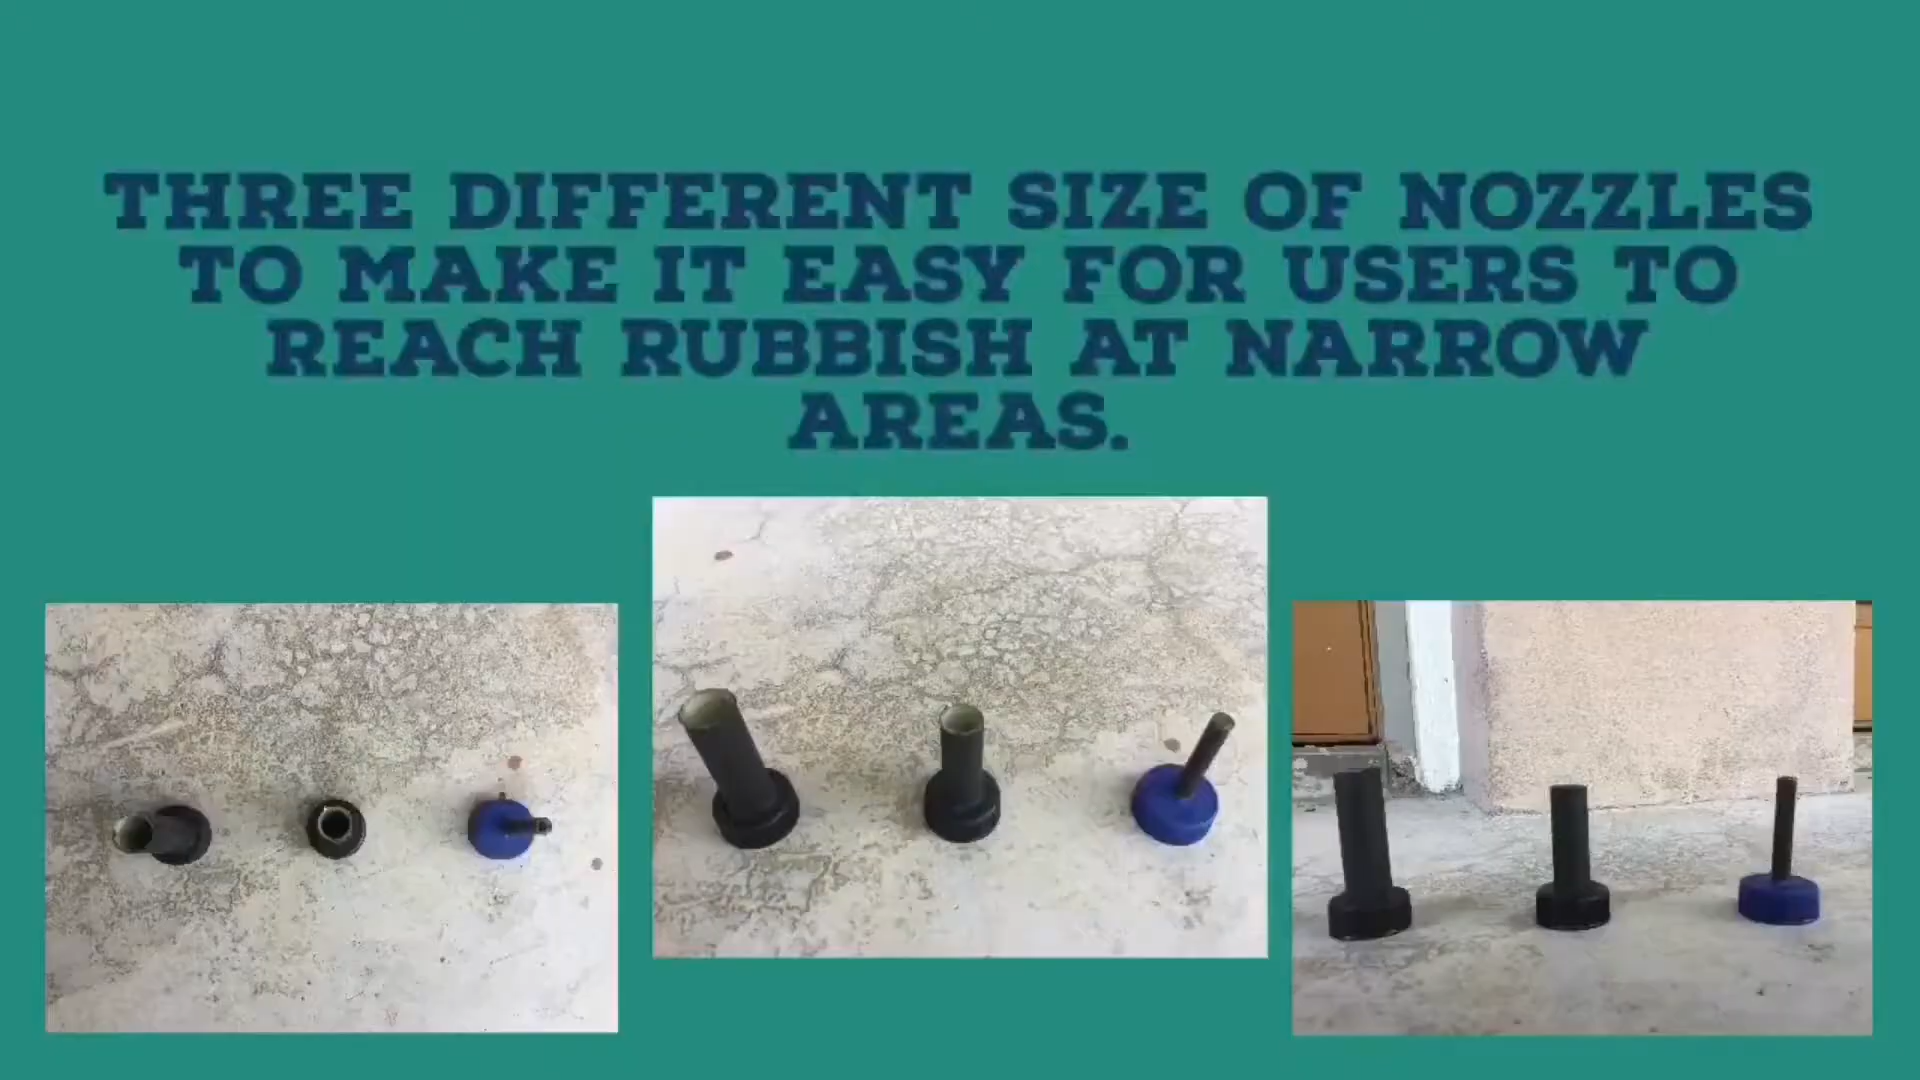 THREE DIFFERENT SIZE OF NOZZLES
TO MAKE IT EASY FOR USERS TO
REACH RUBBISH AT NARROW
AREAS.